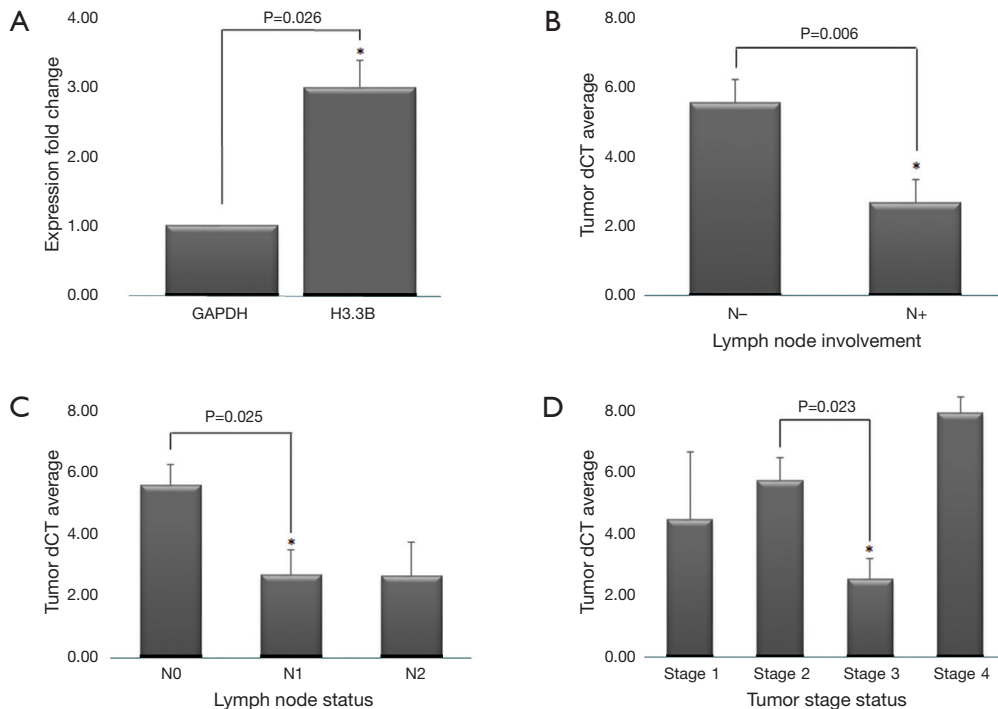 A
Expression fold change
4.00
3.00
2.00
1.00
0.00
P=0.026
*
GAPDH
H3.3B
B
Tumor dCT average
8.00
6.00
4.00
2.00
0.00
P=0.006
*
N–
N+
Lymph node involvement
C
Tumor dCT average
8.00
6.00
4.00
2.00
0.00
P=0.025
*
N0
N1
N2
Lymph node status
D
Tumor dCT average
8.00
6.00
4.00
2.00
0.00
P=0.023
*
Stage 1
Stage 2
Stage 3
Stage 4
Tumor stage status